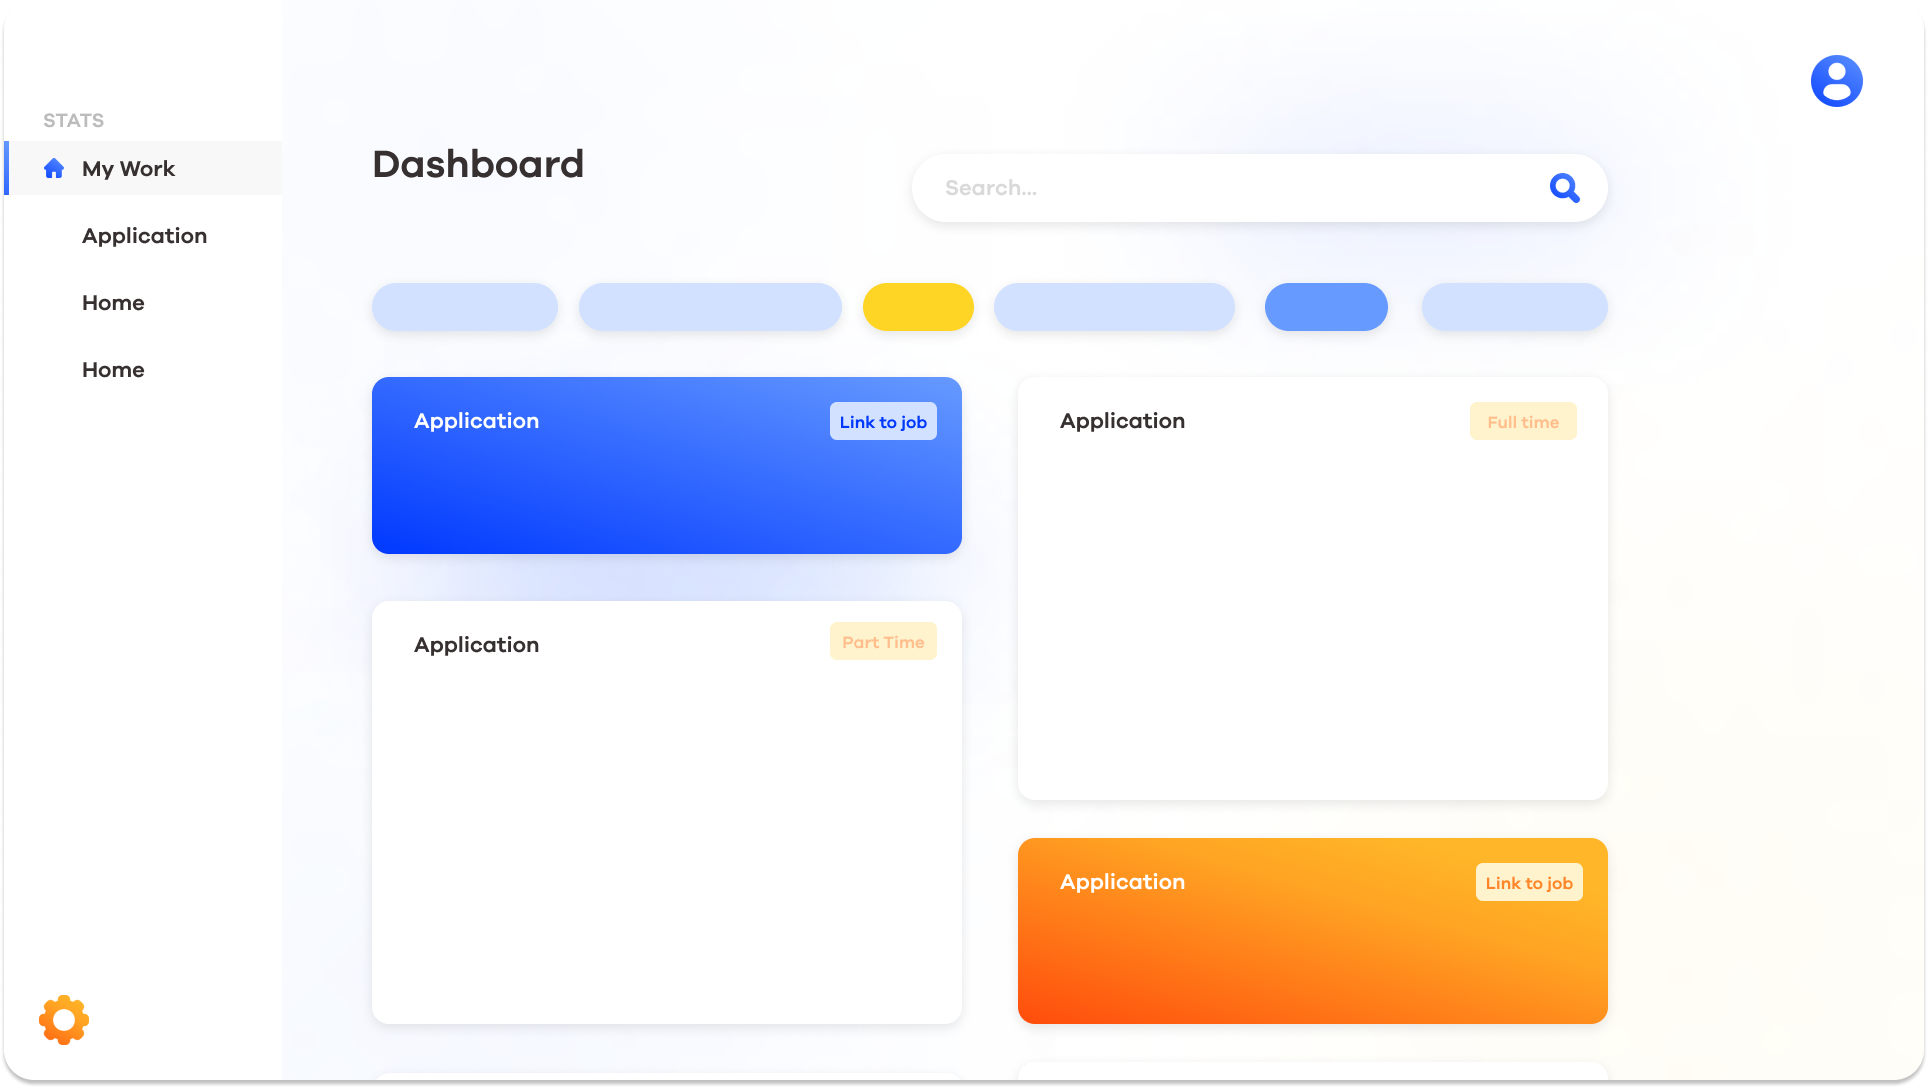 STATS
My Work
Application
Home
Home
Dashboard
Search...
Application
Link to job
Application
Full time
Application
Part Time
Application
Link to job